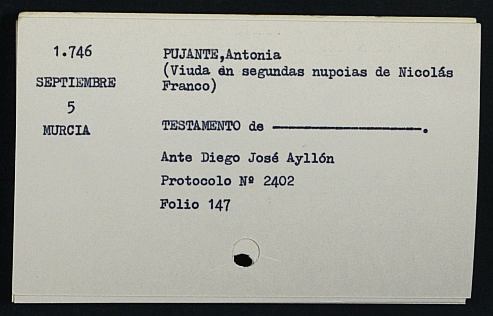 1.746
SEPTIEMBRE
5
MURCIA
PUJANTE,Antonia
(Viuda en segundas nupcias de Nicolás
Franco)
TESTAMENTO de ————————.
Ante Diego José Ayllón
Protocolo Nº 2402
Folio 147